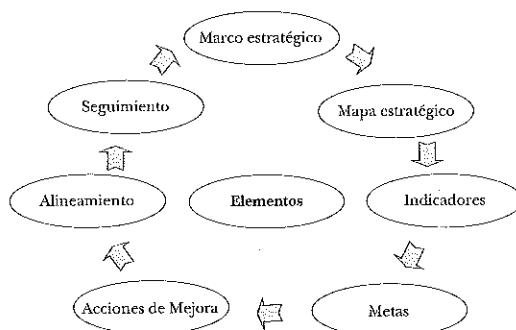 Marco estratégico
Seguimiento
Mapa estratégico
Alineamiento
Elementos
Indicadores
Acciones de Mejora
Metas